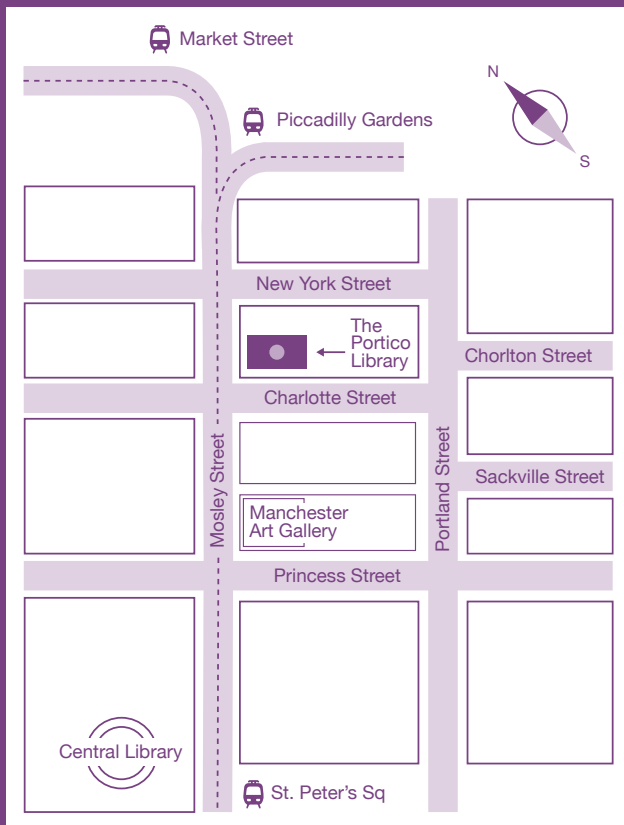 Market Street
Piccadilly Gardens
N
S
New York Street
The
Portico
Library
Chorlton Street
Charlotte Street
Mosley Street
Portland Street
Sackville Street
Manchester
Art Gallery
Princess Street
Central Library
St. Peter's Sq